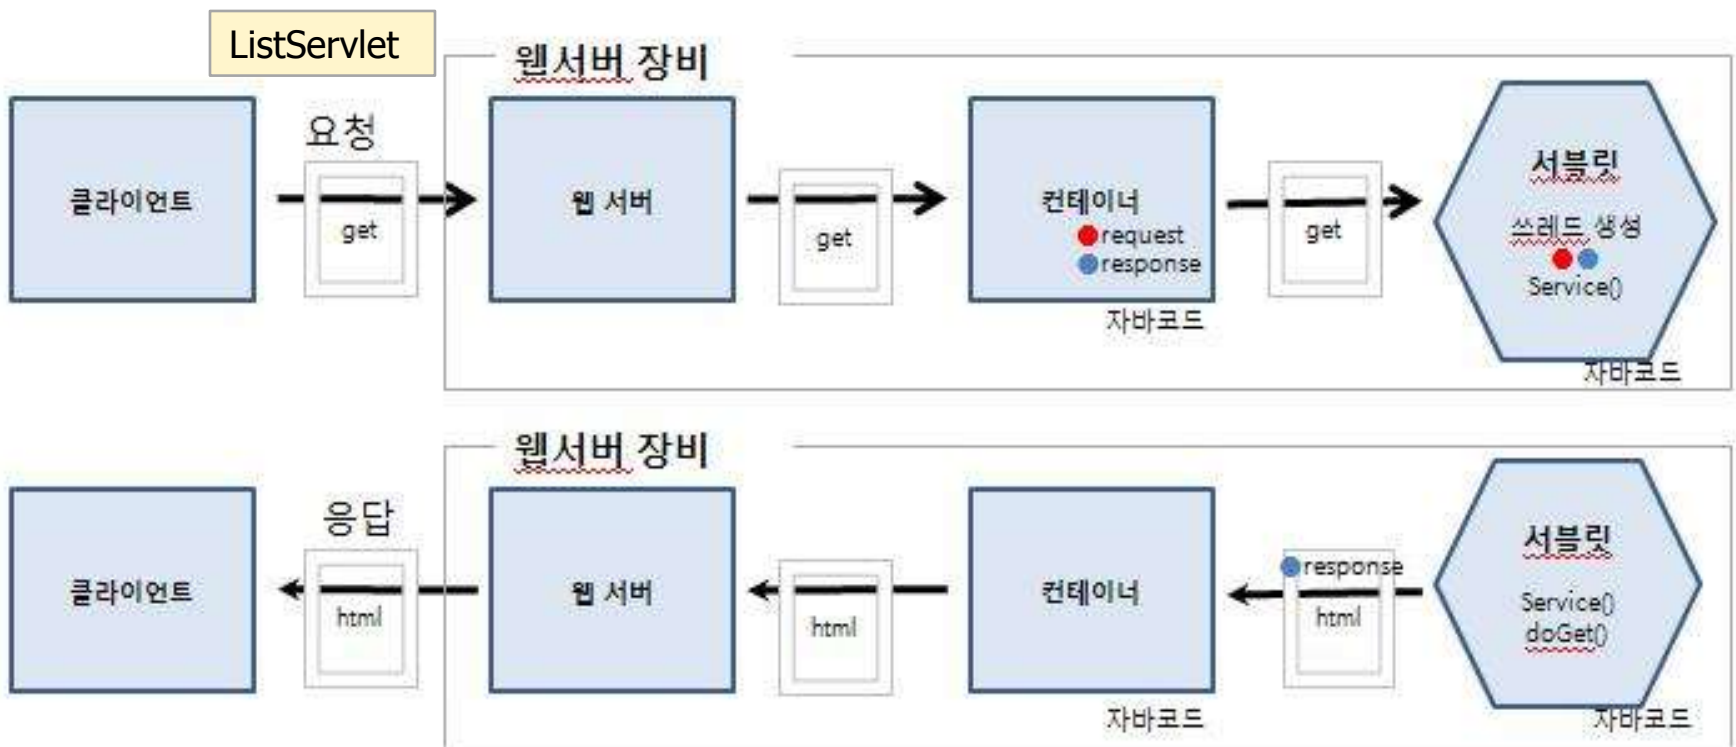 ListServlet
웹서버 장비
요청
클라이언트
get
웹 서버
get
컨테이너
request
response
자바코드
get
서블릿
쓰레드 생성
Service()
자바코드
웹서버 장비
응답
클라이언트
html
웹 서버
html
컨테이너
자바코드
response
html
서블릿
Service()
doGet()
자바코드